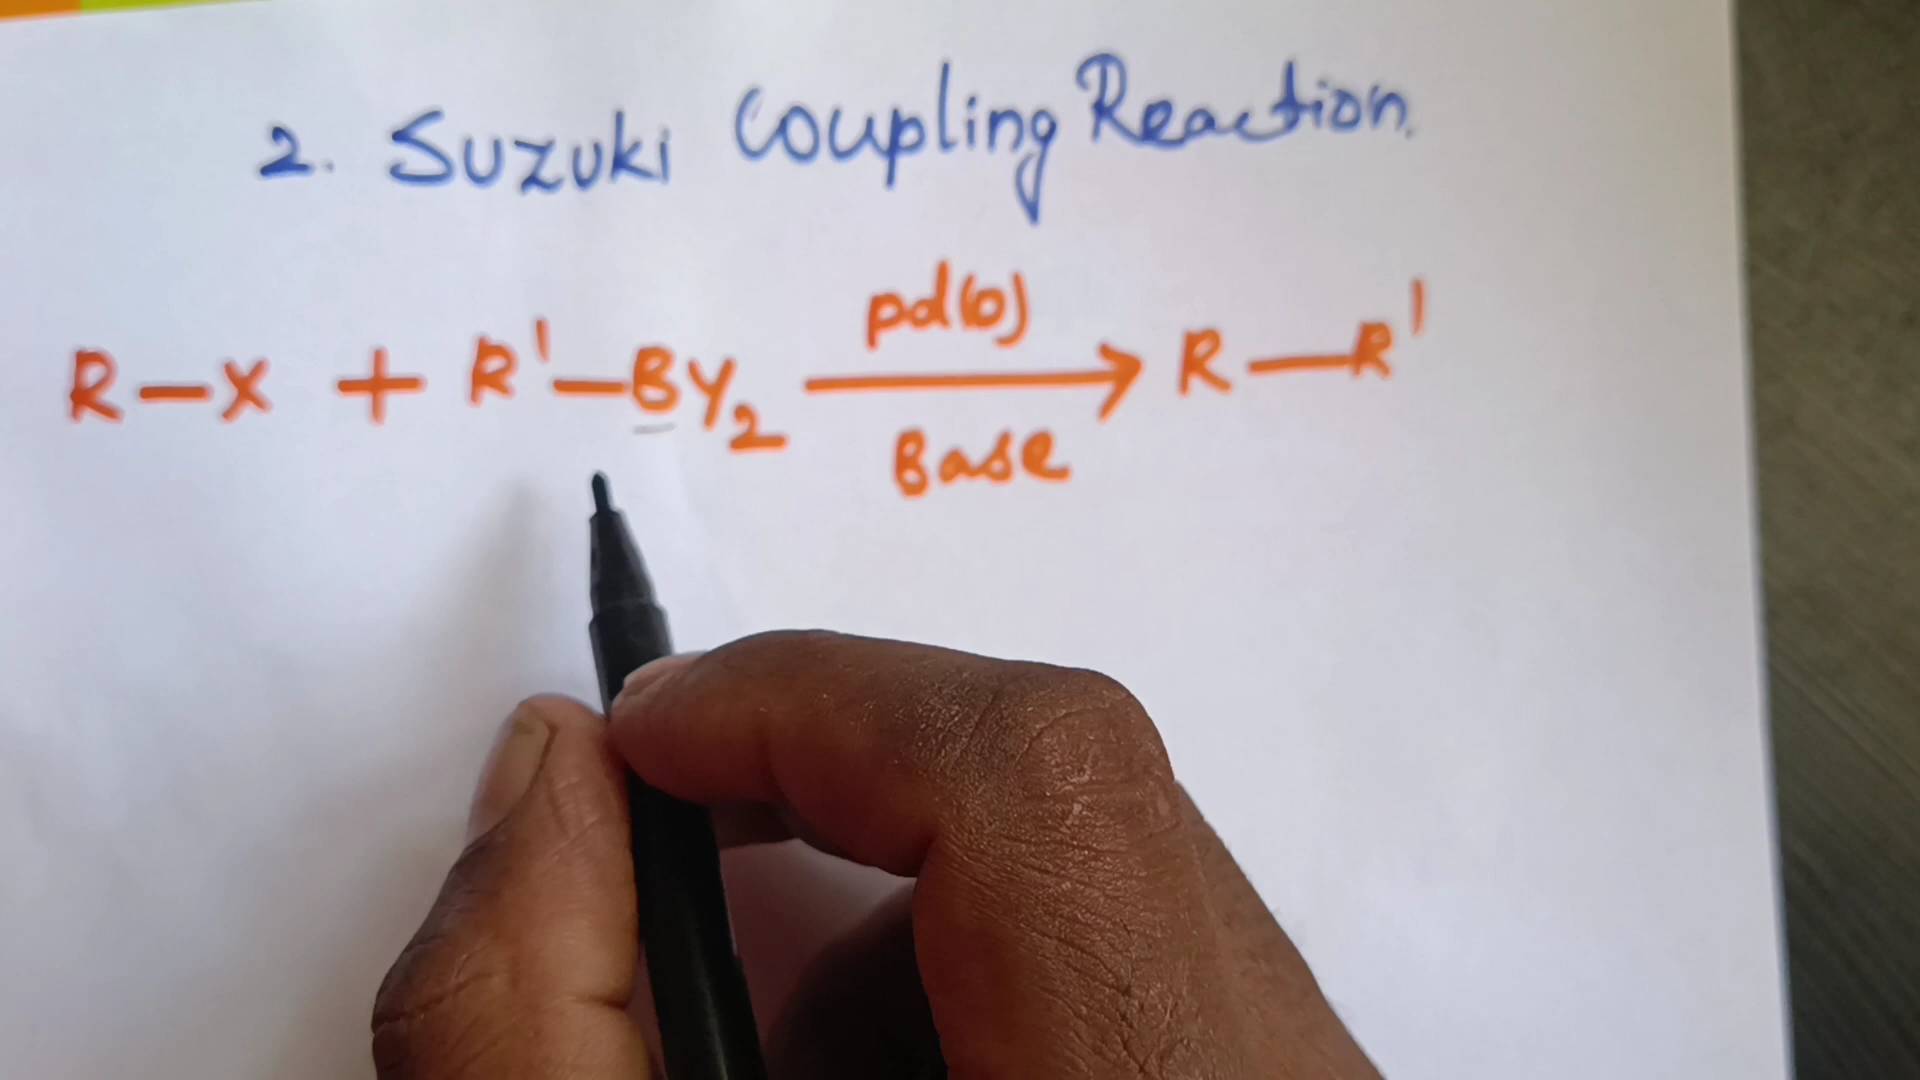 2. Suzuki Coupling Reaction.
pd(0)
R-X + R'-BY₂ → R-R'
Base